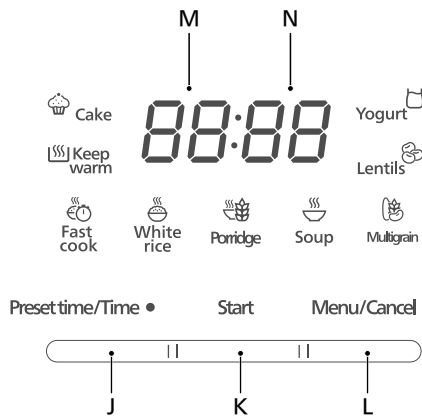 M N
88:88
Cake
Yogurt
Keep
warm
Lentils
Fast
cook
White
rice
Porridge
Soup
Multigrain
Preset time/Time
Start
Menu/Cancel
J K L